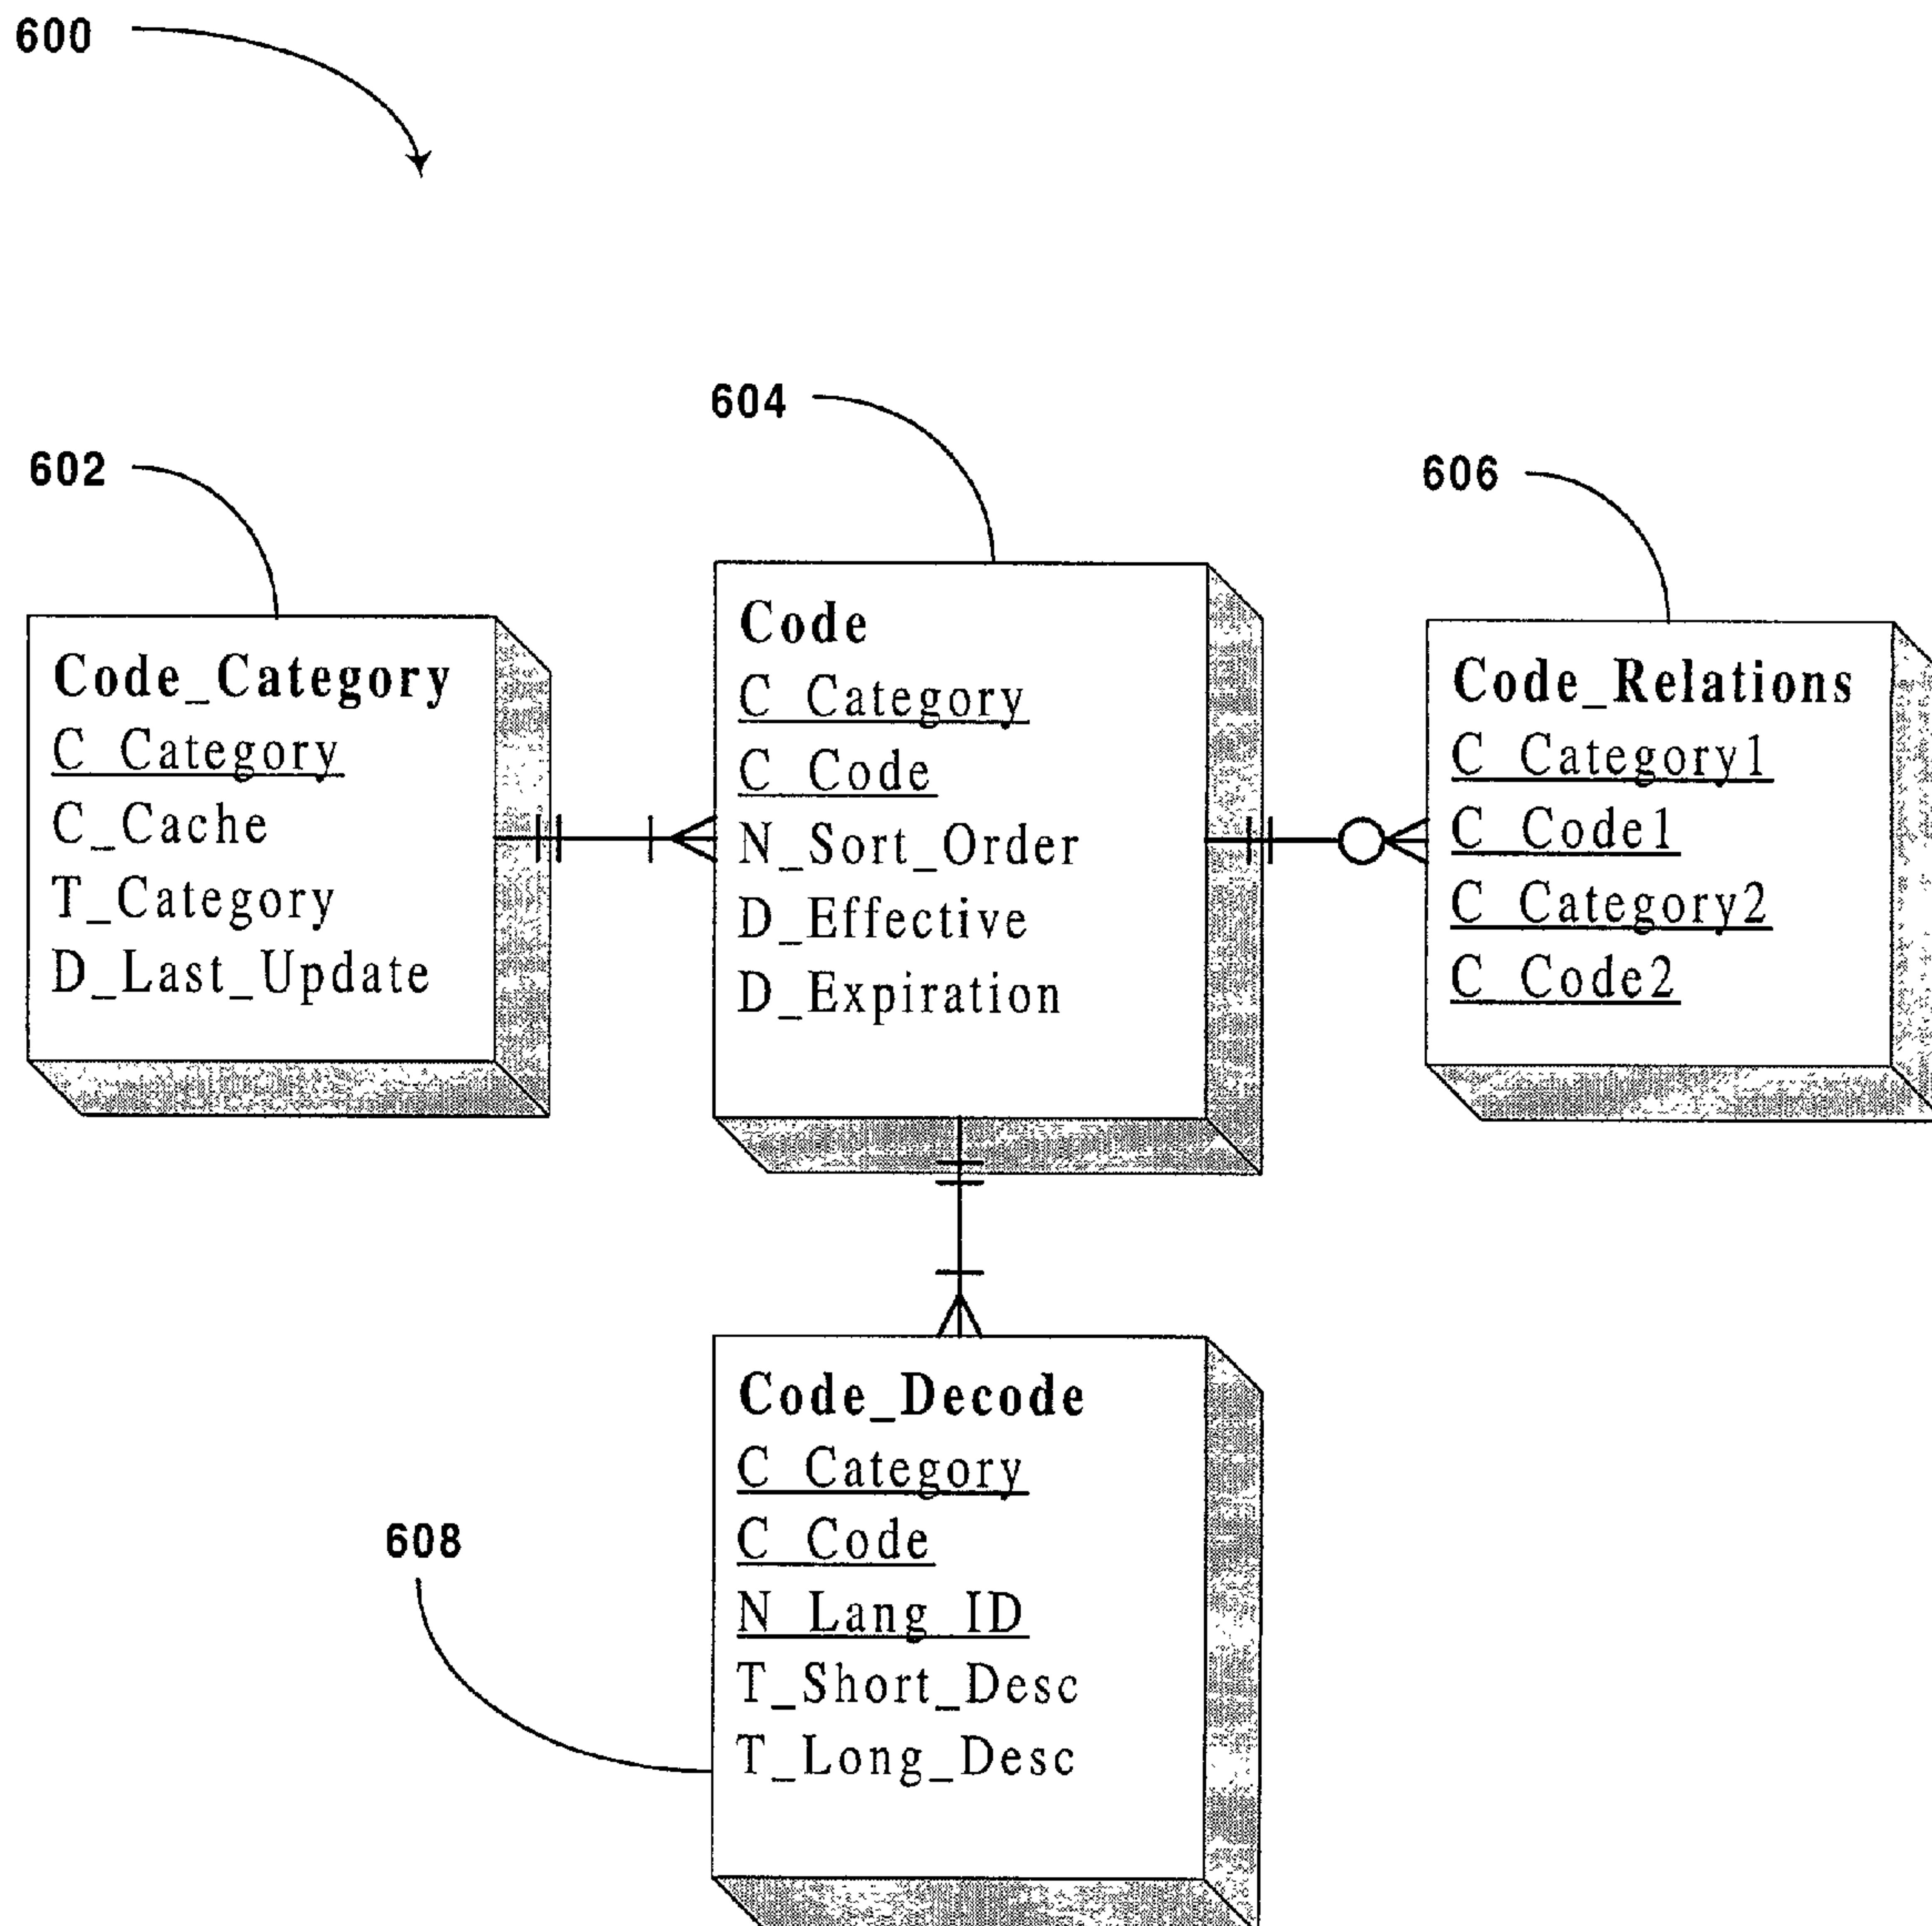 600
604
602
606
Code_Category
C_Category
C_Cache
T_Category
D_Last_Update
Code
C_Category
C_Code
N_Sort_Order
D_Effective
D_Expiration
Code_Relations
C_Category1
C_Code1
C_Category2
C_Code2
608
Code_Decode
C_Category
C_Code
N_Lang_ID
T_Short_Desc
T_Long_Desc